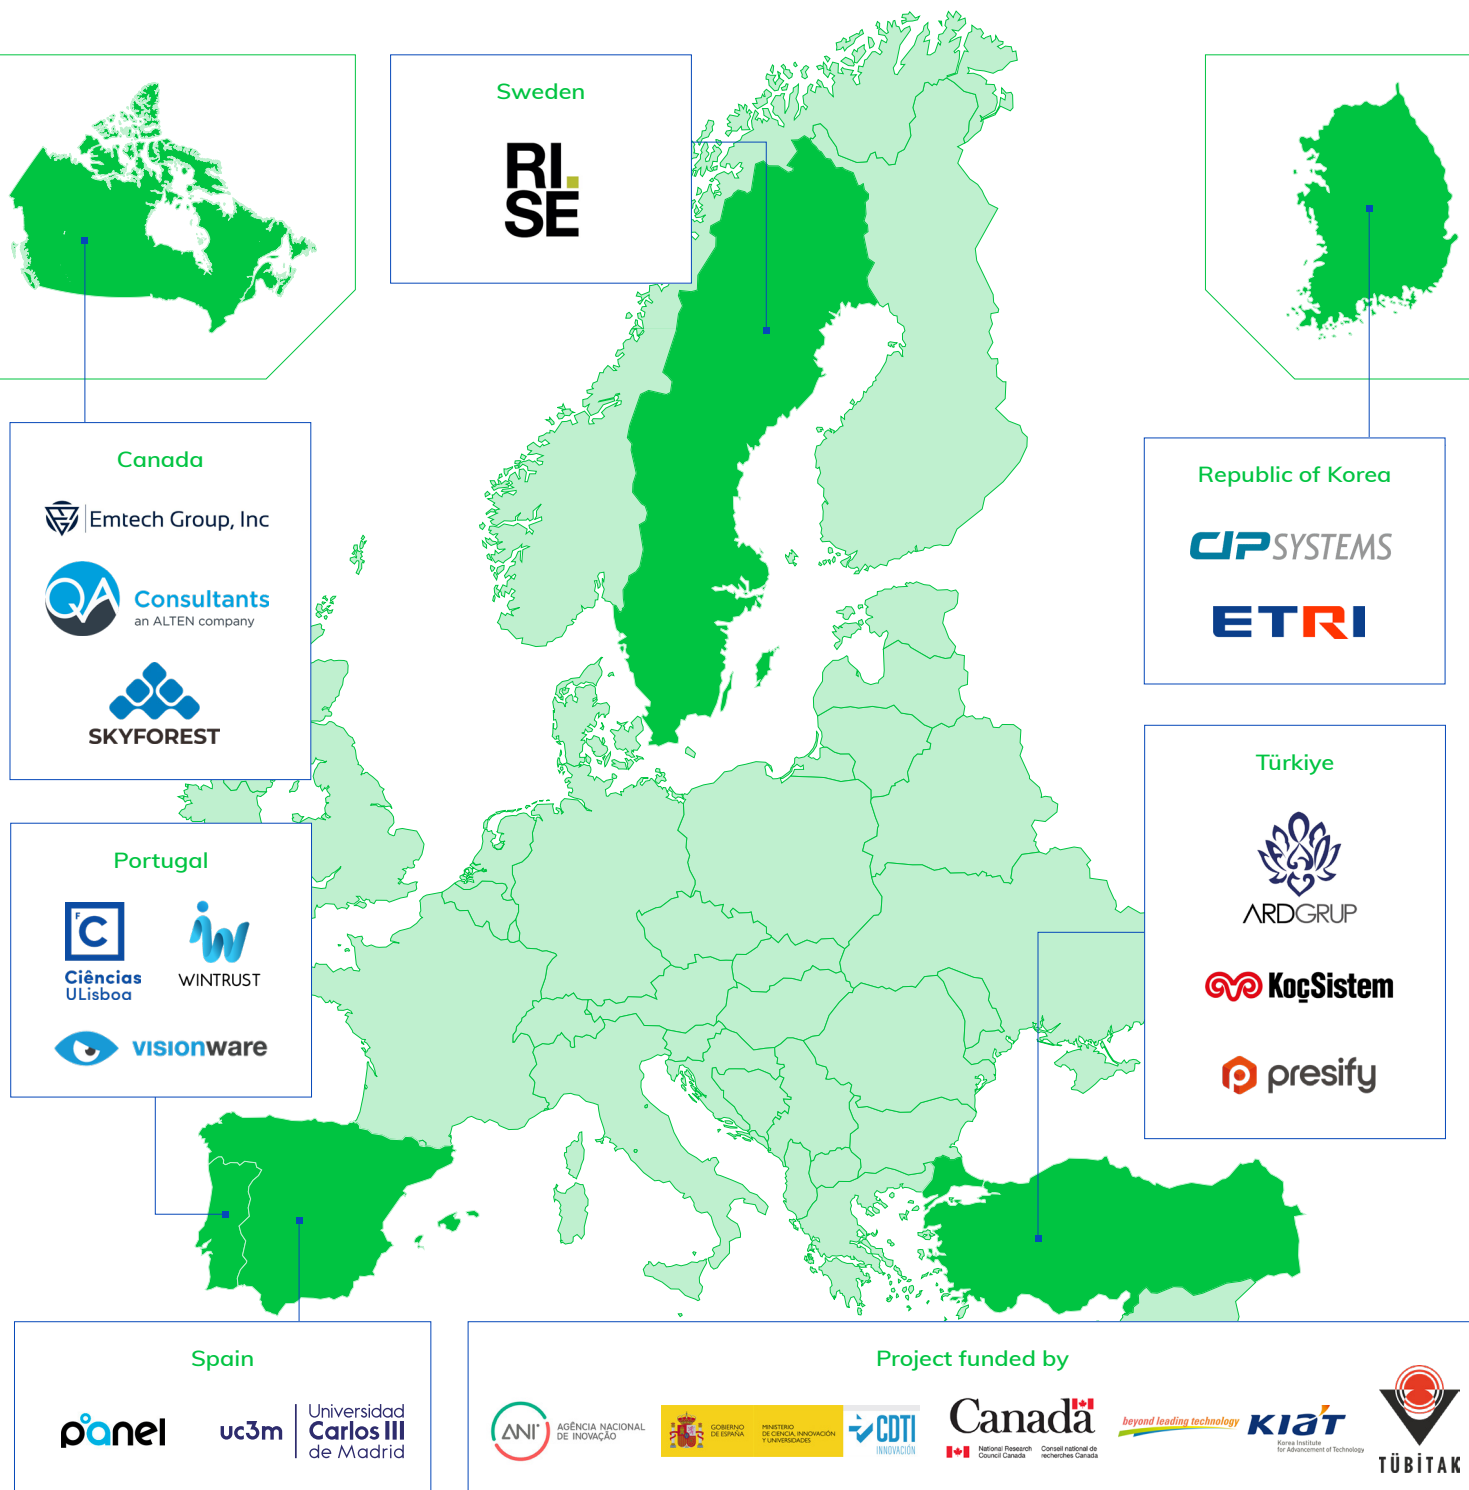 Sweden
RI.
SE
Canada
Emtech Group, Inc
QA Consultants
an ALTEN company
SKYFOREST
Republic of Korea
CIPSYSTEMS
ETRI
Türkiye
ARDGRUP
KoçSistem
presify
Portugal
F
C
Ciências
ULisboa
WINTRUST
visionware
Spain
panel
uc3m
Universidad
Carlos III
de Madrid
Project funded by
ANI
AGÊNCIA NACIONAL
DE INOVAÇÃO
GOBIERNO
DE ESPAÑA
MINISTERIO
DE CIENCIA, INNOVACIÓN
Y UNIVERSIDADES
CDTI
INNOVACIÓN
Canada
National Research
Council Canada
Conseil national de
recherches Canada
beyond leading technology
KIAT
Korea Institute
for Advancement of Technology
TÜBİTAK